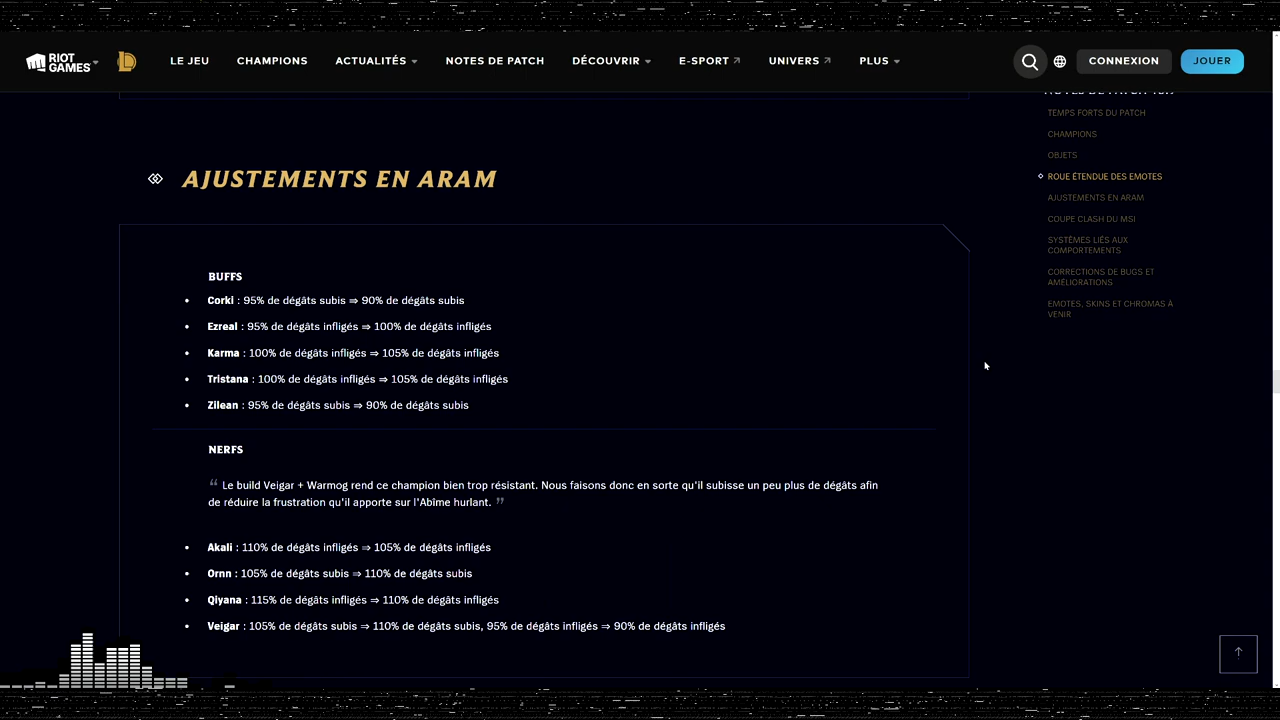 RIOT GAMES
LE JEU
CHAMPIONS
ACTUALITÉS
NOTES DE PATCH
DÉCOUVRIR
E-SPORT
UNIVERS
PLUS
CONNEXION
JOUER
TEMPS FORTS DU PATCH
CHAMPIONS
OBJETS
ROUE ÉTENDUE DES EMOTES
AJUSTEMENTS EN ARAM
COUPE CLASH DU MSI
SYSTÈMES LIÉS AUX
COMPORTEMENTS
CORRECTIONS DE BUGS ET
AMÉLIORATIONS
EMOTES, SKINS ET CHROMAS À
VENIR
AJUSTEMENTS EN ARAM
BUFFS
• Corki : 95% de dégâts subis ⇒ 90% de dégâts subis
• Ezreal : 95% de dégâts infligés ⇒ 100% de dégâts infligés
• Karma : 100% de dégâts infligés ⇒ 105% de dégâts infligés
• Tristana : 100% de dégâts infligés ⇒ 105% de dégâts infligés
• Zilean : 95% de dégâts subis ⇒ 90% de dégâts subis
NERFS
“ Le build Veigar + Warmog rend ce champion bien trop résistant. Nous faisons donc en sorte qu'il subisse un peu plus de dégâts afin
de réduire la frustration qu'il apporte sur l'Abîme hurlant. ”
• Akali : 110% de dégâts infligés ⇒ 105% de dégâts infligés
• Ornn : 105% de dégâts subis ⇒ 110% de dégâts subis
• Qiyana : 115% de dégâts infligés ⇒ 110% de dégâts infligés
• Veigar : 105% de dégâts subis ⇒ 110% de dégâts subis, 95% de dégâts infligés ⇒ 90% de dégâts infligés